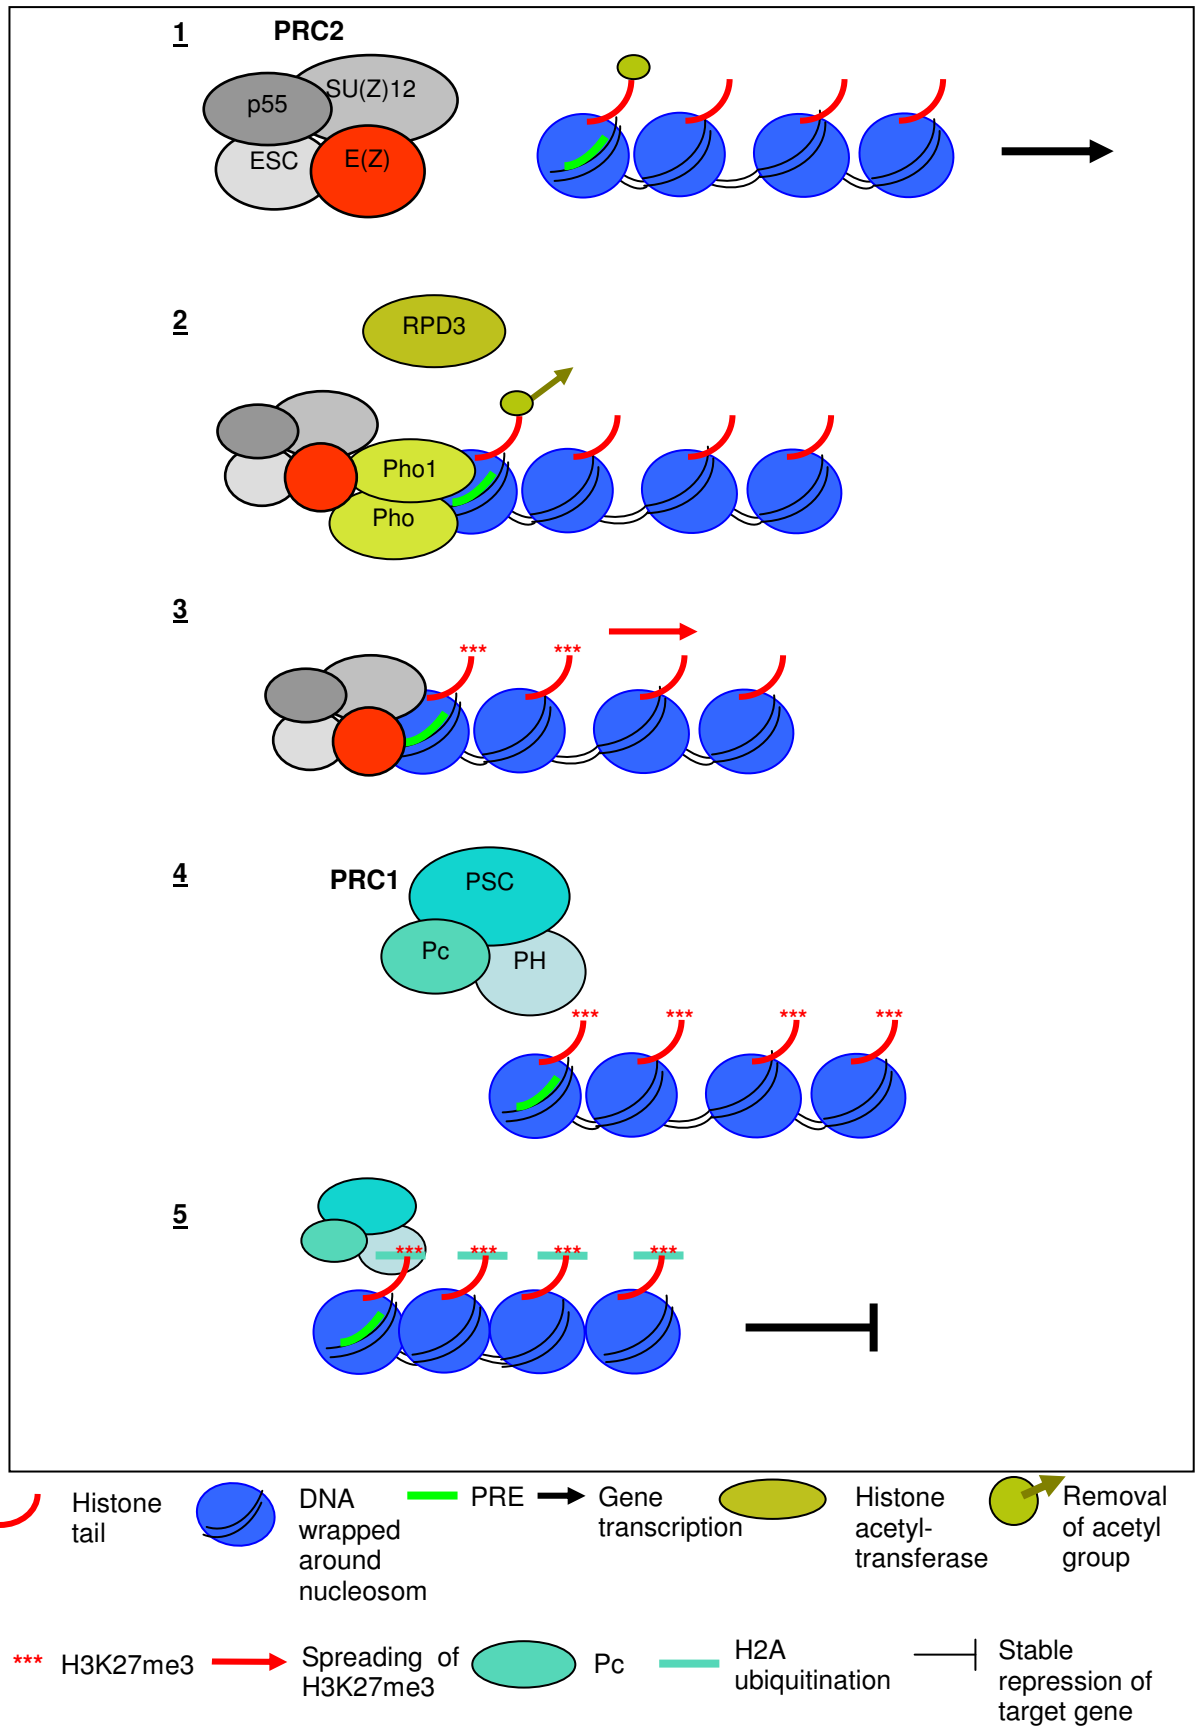 1
PRC2
p55
SU(Z)12
ESC
E(Z)
2
RPD3
Pho1
Pho
3
***
***
4
PRC1
PSC
Pc
PH
***
***
***
***
5
***
***
***
***
Histone
tail
DNA
wrapped
around
nucleosom
PRE
Gene
transcription
Histone
acetyl-
transferase
Removal
of acetyl
group
*** H3K27me3
Spreading of
H3K27me3
Pc
H2A
ubiquitination
Stable
repression of
target gene